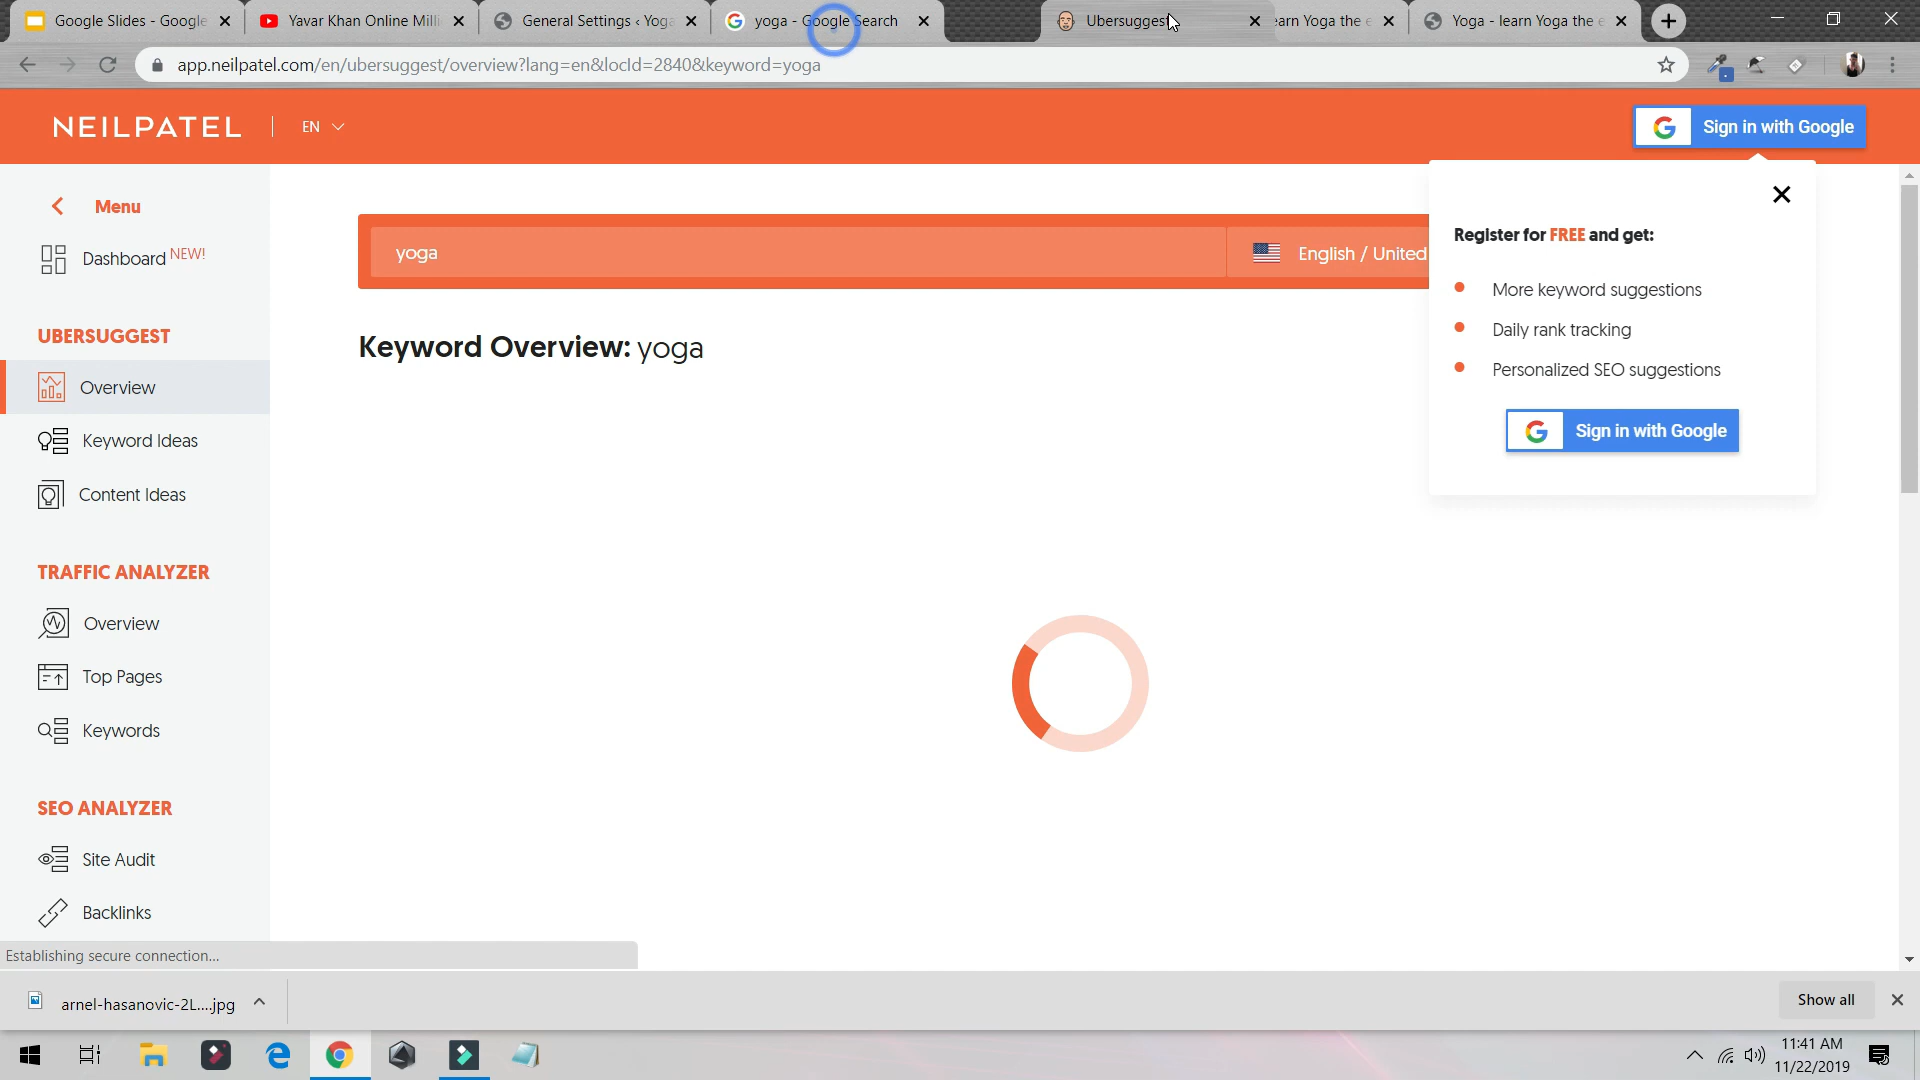 Google Slides - Google
Yavar Khan Online Milli
General Settings ‹ Yoga
yoga - Google Search
Ubersuggest
earn Yoga the e
Yoga - learn Yoga the e
app.neilpatel.com/en/ubersuggest/overview?lang=en&locId=2840&keyword=yoga
NEILPATEL
EN
Sign in with Google
Menu
Dashboard NEW!
UBERSUGGEST
Overview
Keyword Ideas
Content Ideas
TRAFFIC ANALYZER
Overview
Top Pages
Keywords
SEO ANALYZER
Site Audit
Backlinks
yoga
English / United
Keyword Overview: yoga
Register for FREE and get:
More keyword suggestions
Daily rank tracking
Personalized SEO suggestions
Sign in with Google
Establishing secure connection...
arnel-hasanovic-2L....jpg
Show all
11:41 AM
11/22/2019